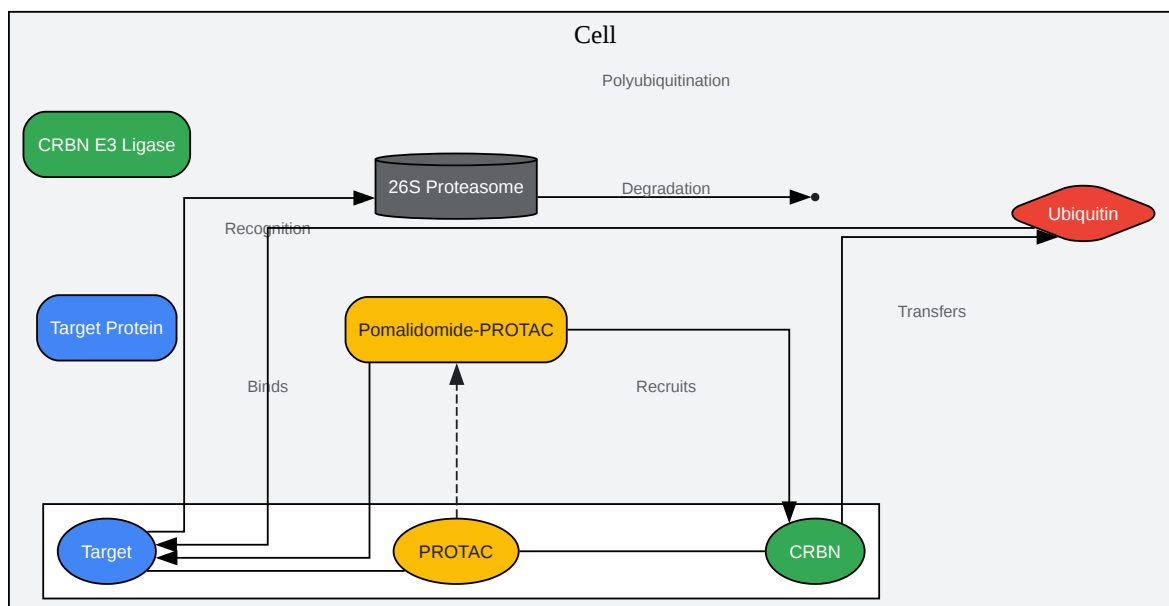 Cell
Polyubiquitination
CRBN E3 Ligase
26S Proteasome
Degradation
Ubiquitin
Recognition
Transfers
Target Protein
Pomalidomide-PROTAC
Binds
Recruits
Target
PROTAC
CRBN